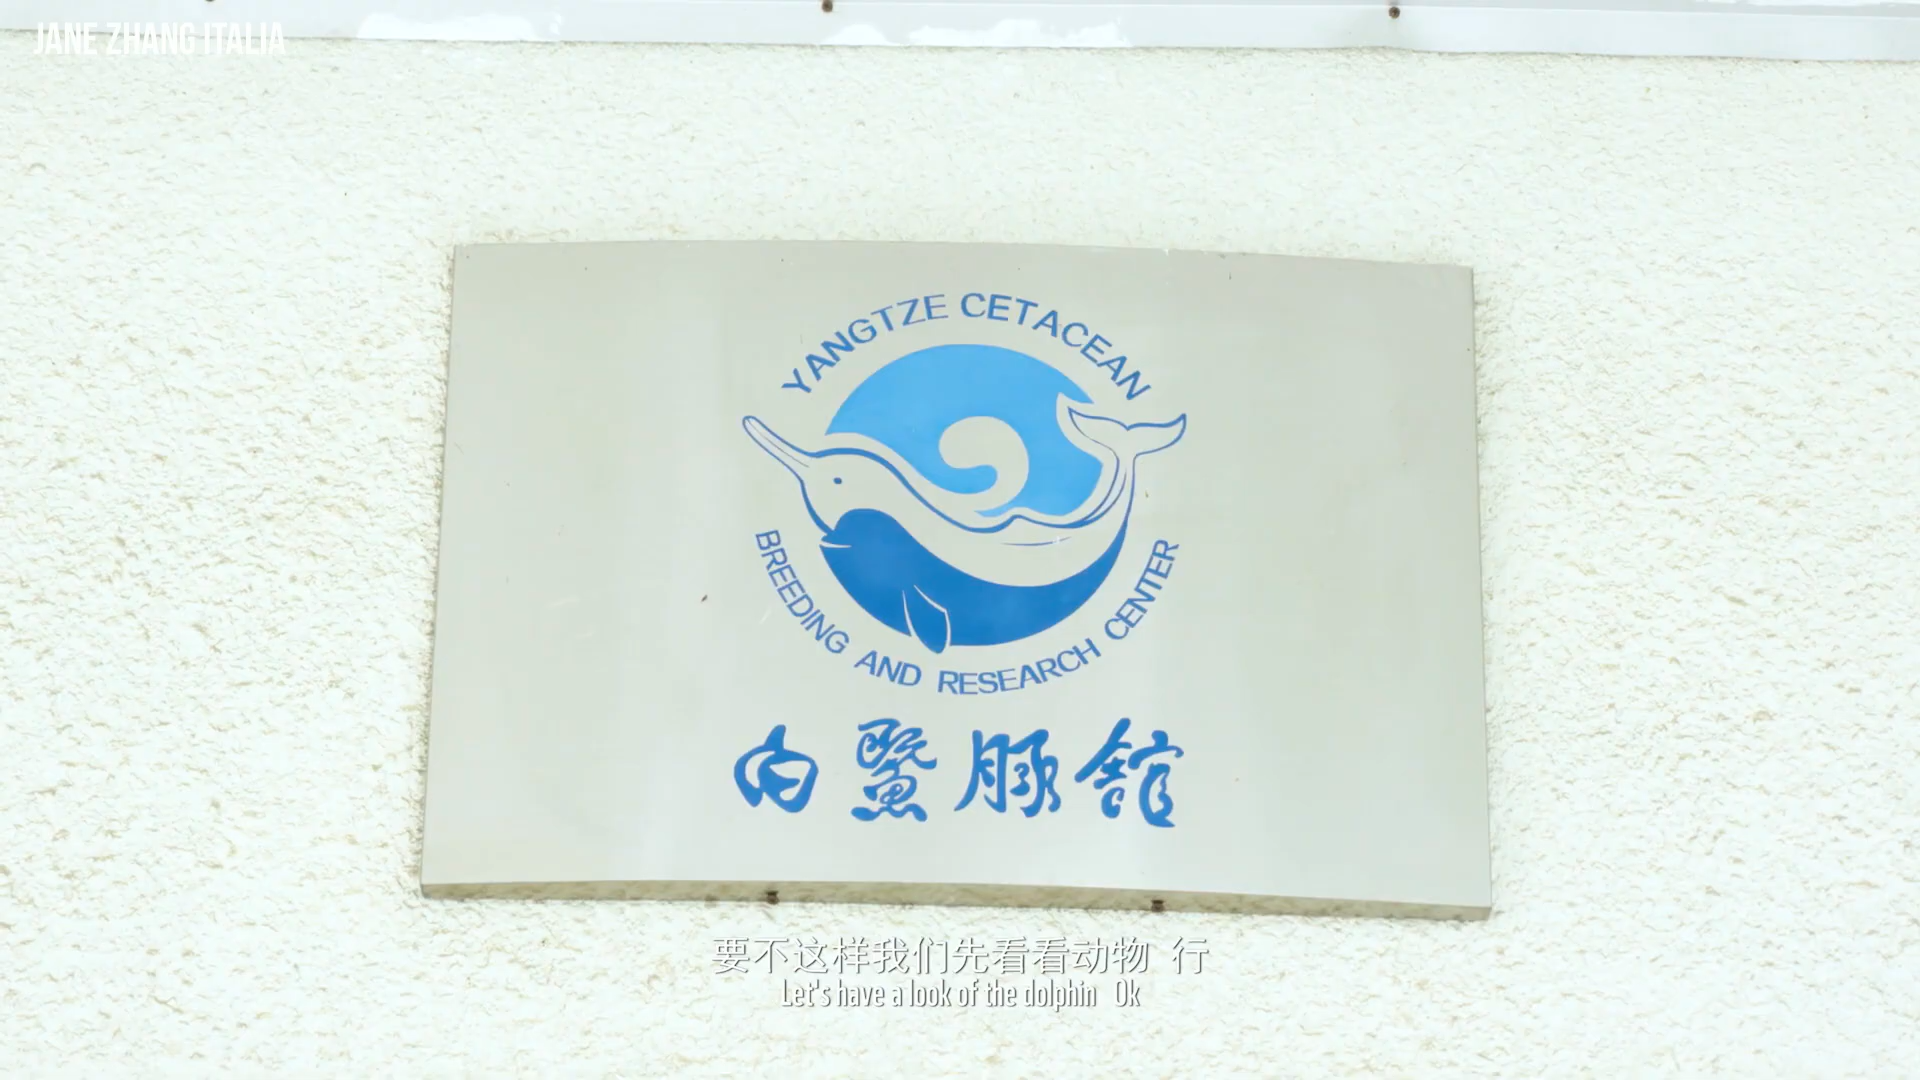 JANE ZHANG ITALIA
YANGTZE CETACEAN
BREEDING AND RESEARCH CENTER
白鱀豚館
要不这样我们先看看动物 行
Let's have a look of the dolphin Ok